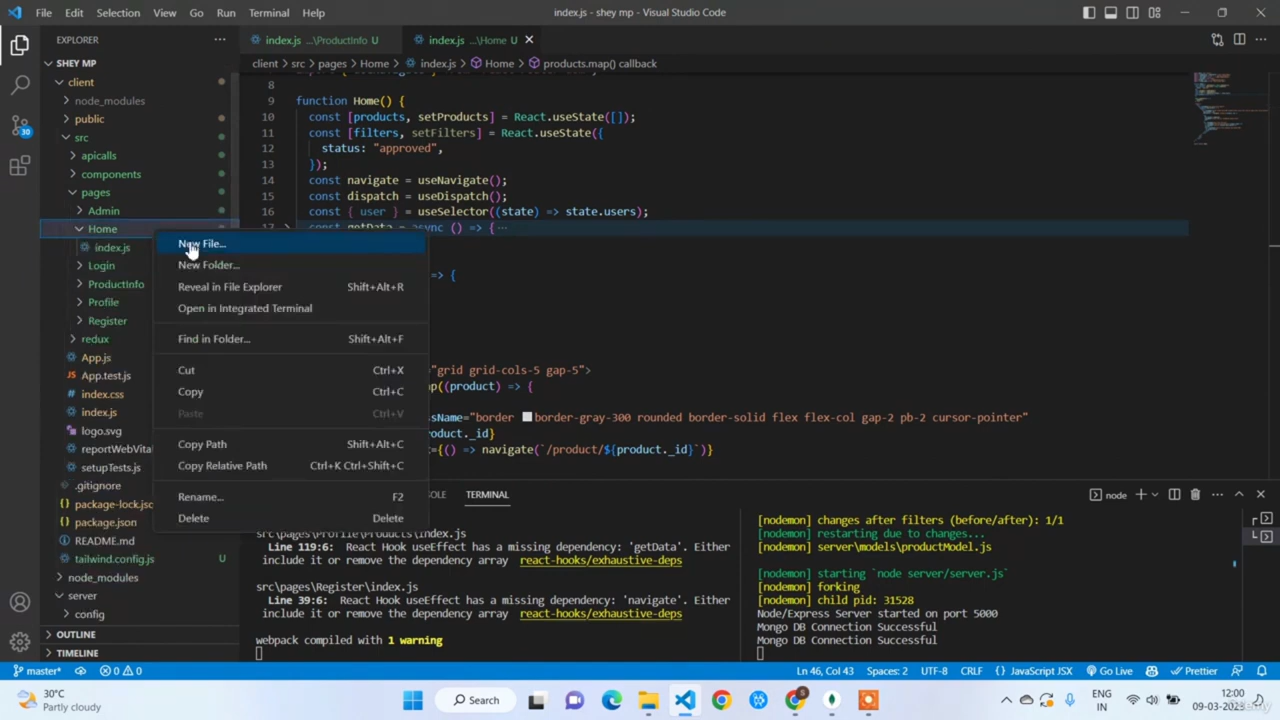 File Edit Selection View Go Run Terminal Help
index.js - shey mp - Visual Studio Code
EXPLORER
SHEY MP
client
node_modules
public
src
apicalls
components
pages
Admin
Home
index.js
Login
ProductInfo
Profile
Register
redux
App.js
App.test.js
index.css
index.js
logo.svg
reportWebVital
setupTests.js
.gitignore
package-lock.jsc
package.json
README.md
tailwind.config.js U
node_modules
server
config
OUTLINE
TIMELINE
30
index.js ...\ProductInfo U
index.js ...\Home U
client > src > pages > Home > index.js > Home > products.map() callback
8
9 function Home() {
10 const [products, setProducts] = React.useState([]);
11 const [filters, setFilters] = React.useState({
12 status: "approved",
13 });
14 const navigate = useNavigate();
15 const dispatch = useDispatch();
16 const { user } = useSelector((state) => state.users);
17 const getData = async () => {
=> {
"grid grid-cols-5 gap-5">
((product) => {
border border-gray-300 rounded border-solid flex flex-col gap-2 pb-2 cursor-pointer"
product._id}
={() => navigate(`/product/${product._id}`)}
New File...
New Folder...
Reveal in File Explorer Shift+Alt+R
Open in Integrated Terminal
Find in Folder... Shift+Alt+F
Cut Ctrl+X
Copy Ctrl+C
Paste Ctrl+V
Copy Path Shift+Alt+C
Copy Relative Path Ctrl+K Ctrl+Shift+C
Rename... F2
Delete Delete
TERMINAL
node
src\pages\Profile\Products\index.js
Line 119:6: React Hook useEffect has a missing dependency: 'getData'. Either
include it or remove the dependency array react-hooks/exhaustive-deps
src\pages\Register\index.js
Line 39:6: React Hook useEffect has a missing dependency: 'navigate'. Either
include it or remove the dependency array react-hooks/exhaustive-deps
webpack compiled with 1 warning
[nodemon] changes after filters (before/after): 1/1
[nodemon] restarting due to changes...
[nodemon] server\models\productModel.js
[nodemon] starting `node server/server.js`
[nodemon] forking
[nodemon] child pid: 31528
Node/Express Server started on port 5000
Mongo DB Connection Successful
Mongo DB Connection Successful
master* 0 0
Ln 46, Col 43 Spaces: 2 UTF-8 CRLF {} JavaScript JSX Go Live Prettier
30°C
Partly cloudy
Search
ENG
IN
12:00
09-03-2023